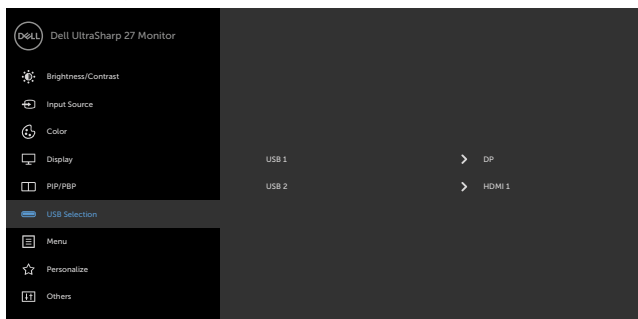 DELL Dell UltraSharp 27 Monitor
Brightness/Contrast
Input Source
Color
Display USB 1 DP
PIP/PBP USB 2 HDMI 1
USB Selection
Menu
Personalize
Others